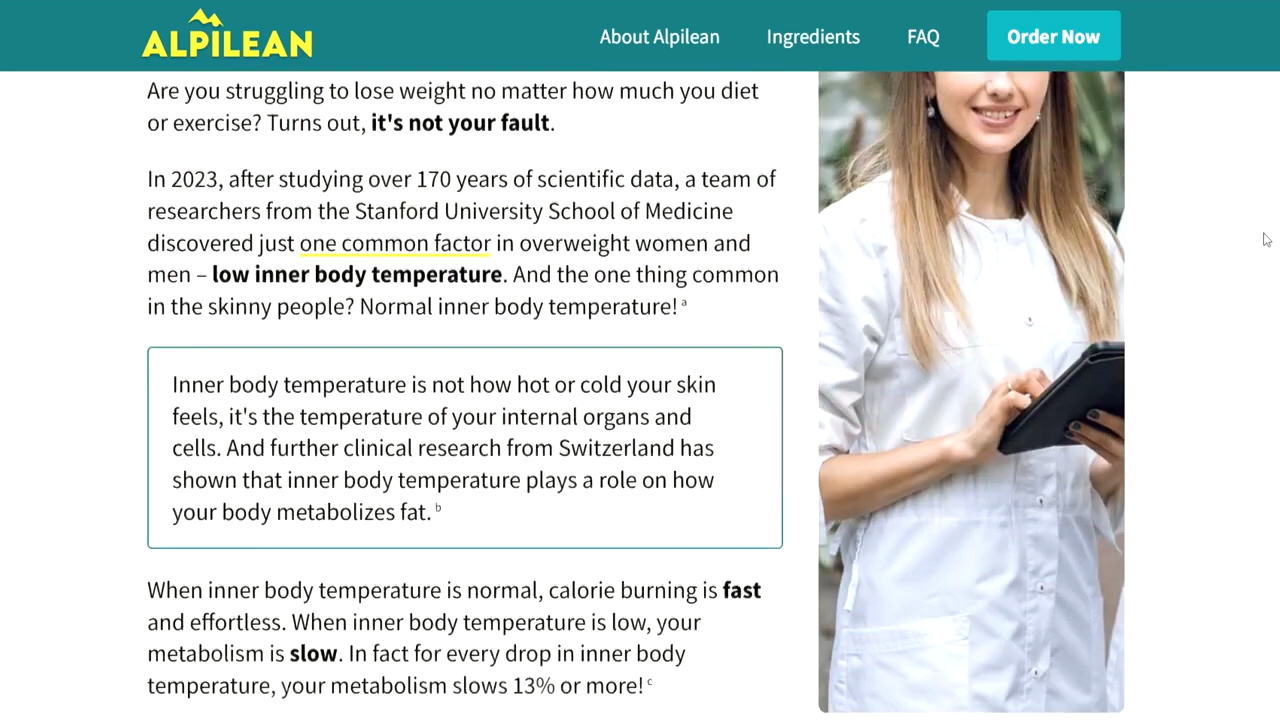 ALPILEAN
About Alpilean Ingredients FAQ Order Now
Are you struggling to lose weight no matter how much you diet
or exercise? Turns out, it's not your fault.
In 2023, after studying over 170 years of scientific data, a team of
researchers from the Stanford University School of Medicine
discovered just one common factor in overweight women and
men – low inner body temperature. And the one thing common
in the skinny people? Normal inner body temperature! a
Inner body temperature is not how hot or cold your skin
feels, it's the temperature of your internal organs and
cells. And further clinical research from Switzerland has
shown that inner body temperature plays a role on how
your body metabolizes fat. b
When inner body temperature is normal, calorie burning is fast
and effortless. When inner body temperature is low, your
metabolism is slow. In fact for every drop in inner body
temperature, your metabolism slows 13% or more! c